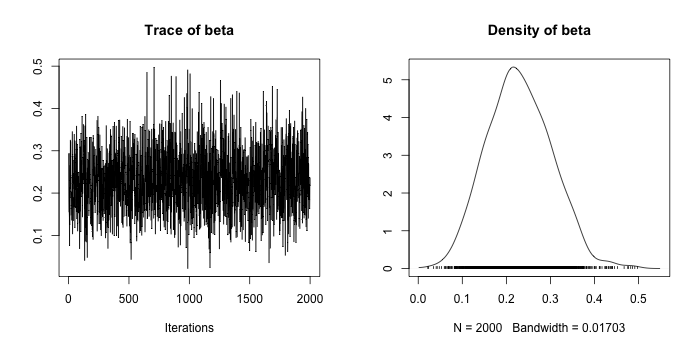 Trace of beta
0.5
0.4
0.3
0.2
0.1
0 500 1000 1500 2000
Iterations
Density of beta
5
4
3
2
1
0
0.0 0.1 0.2 0.3 0.4 0.5
N = 2000 Bandwidth = 0.01703